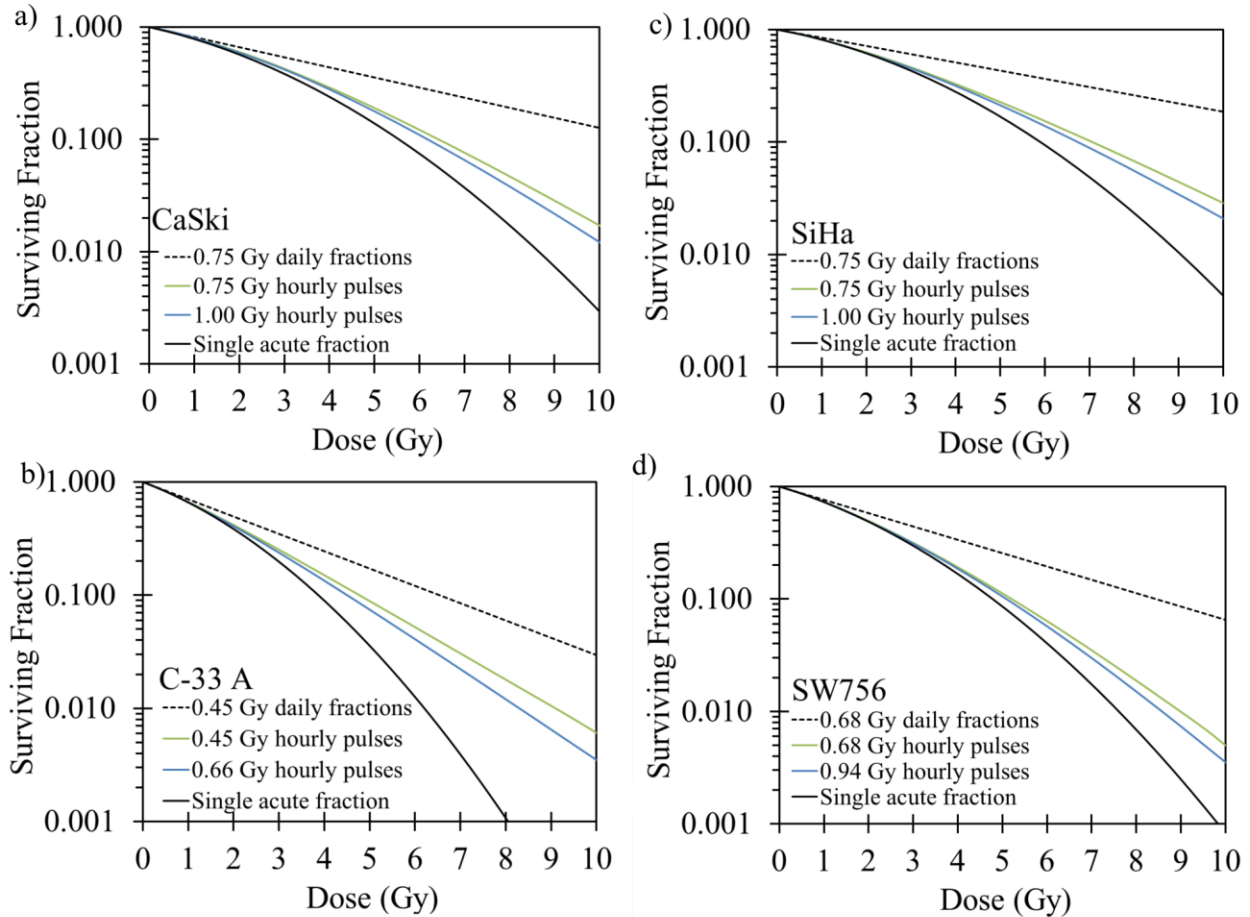 a)
1.000
0.100
0.010
0.001
Surviving Fraction
CaSki
0.75 Gy daily fractions
0.75 Gy hourly pulses
1.00 Gy hourly pulses
Single acute fraction
0 1 2 3 4 5 6 7 8 9 10
Dose (Gy)
c)
1.000
0.100
0.010
0.001
Surviving Fraction
SiHa
0.75 Gy daily fractions
0.75 Gy hourly pulses
1.00 Gy hourly pulses
Single acute fraction
0 1 2 3 4 5 6 7 8 9 10
Dose (Gy)
b)
1.000
0.100
0.010
0.001
Surviving Fraction
C-33 A
0.45 Gy daily fractions
0.45 Gy hourly pulses
0.66 Gy hourly pulses
Single acute fraction
0 1 2 3 4 5 6 7 8 9 10
Dose (Gy)
d)
1.000
0.100
0.010
0.001
Surviving Fraction
SW756
0.68 Gy daily fractions
0.68 Gy hourly pulses
0.94 Gy hourly pulses
Single acute fraction
0 1 2 3 4 5 6 7 8 9 10
Dose (Gy)